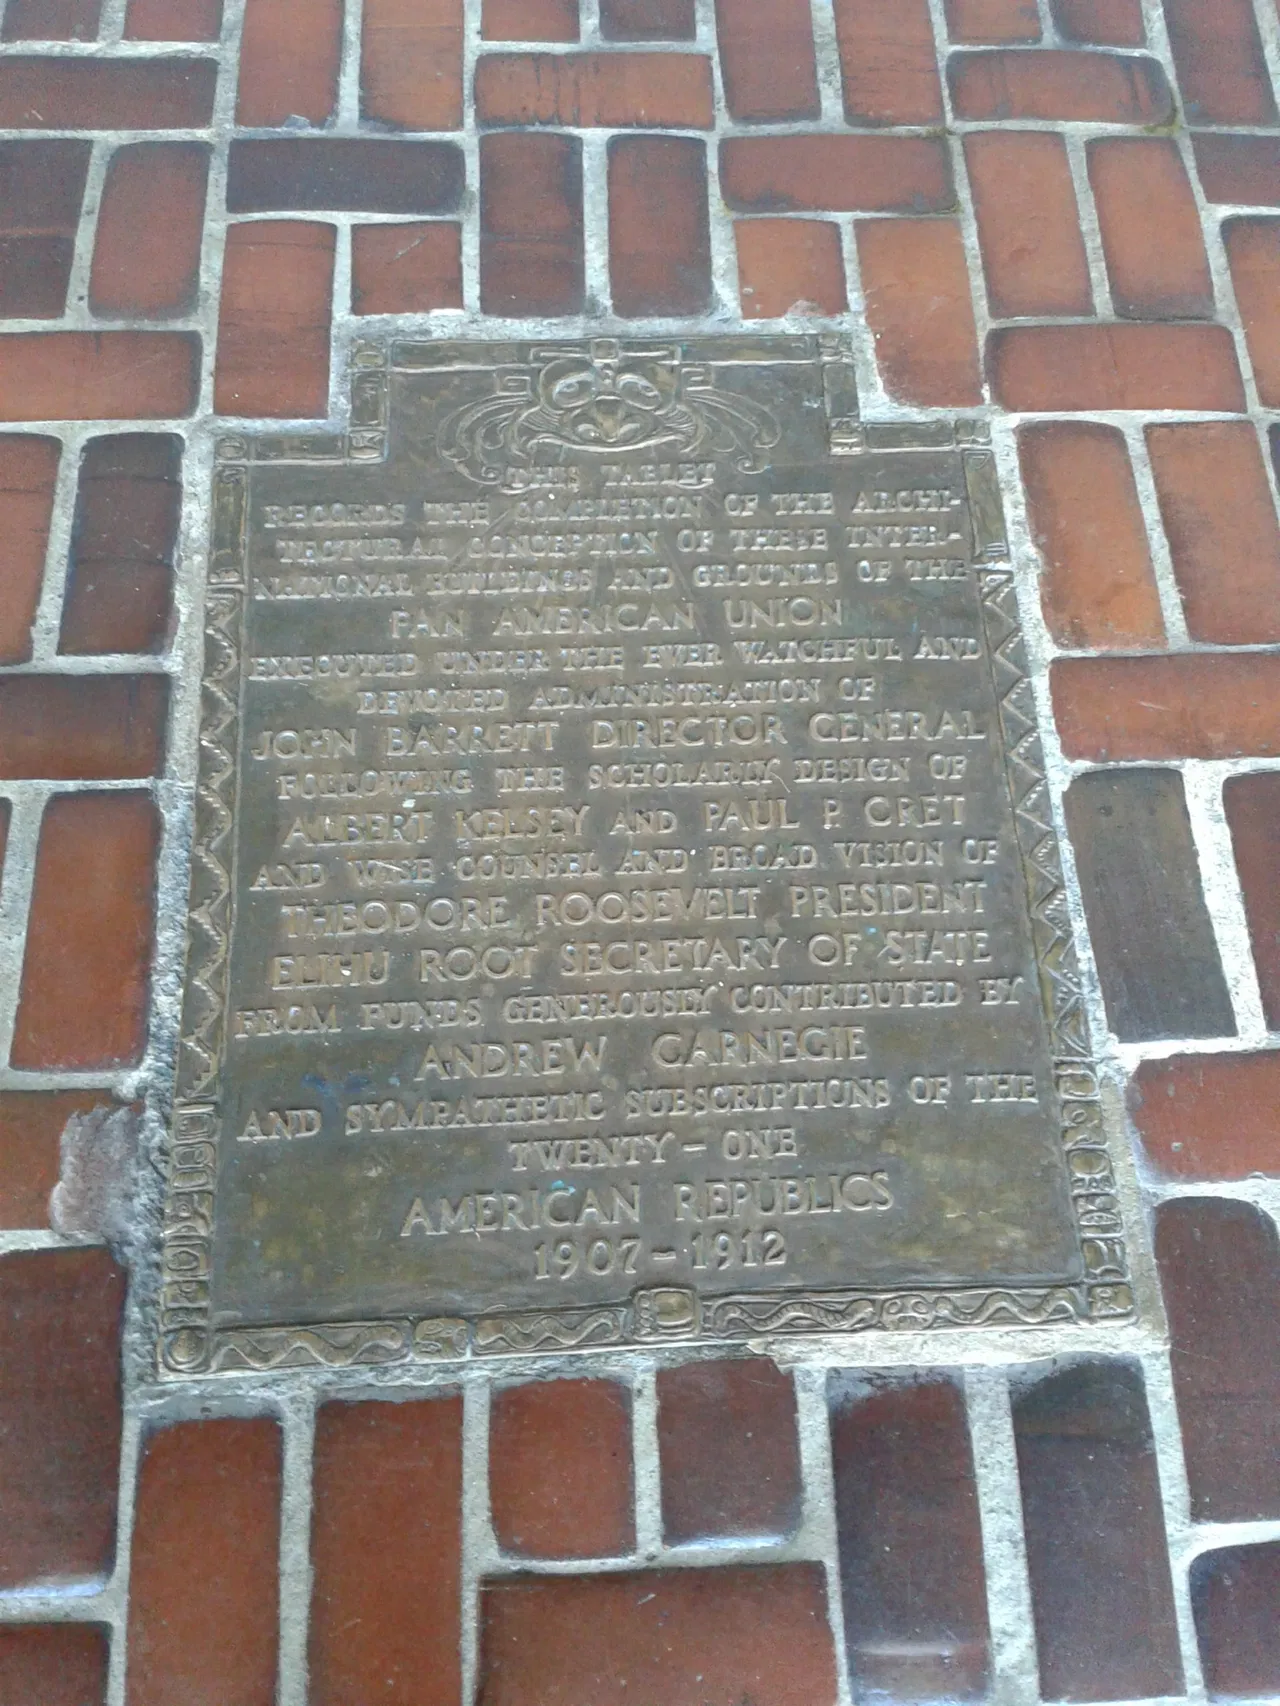 THIS TABLET
RECORDS THE COMPLETION OF THE ARCHI-
TECTURAL CONCEPTION OF THESE INTER-
NATIONAL BUILDINGS AND GROUNDS OF THE
PAN AMERICAN UNION
EXECUTED UNDER THE EVER WATCHFUL AND
DEVOTED ADMINISTRATION OF
JOHN BARRETT DIRECTOR GENERAL
FOLLOWING THE SCHOLARLY DESIGN OF
ALBERT KELSEY AND PAUL P. CRET
AND WISE COUNSEL AND BROAD VISION OF
THEODORE ROOSEVELT PRESIDENT
ELIHU ROOT SECRETARY OF STATE
FROM FUNDS GENEROUSLY CONTRIBUTED BY
ANDREW CARNEGIE
AND SYMPATHETIC SUBSCRIPTIONS OF THE
TWENTY-ONE
AMERICAN REPUBLICS
1907-1912